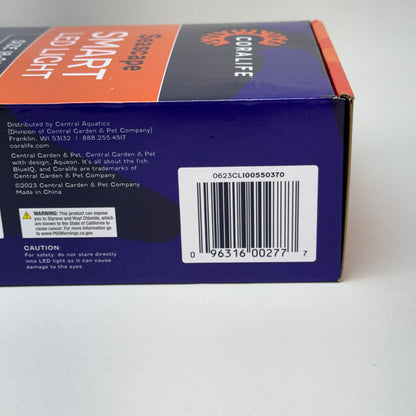 Seascape
SMART
LED LIGHT
CORALIFE
Distributed by Central Aquatics
(Division of Central Garden & Pet Company)
Franklin, WI 53132 | 888.255.4517
coralife.com
Central Garden & Pet, Central Garden & Pet
with design, Aqueon, It's all about the fish,
BlueIQ, and Coralife are trademarks of
Central Garden & Pet Company
©2023 Central Garden & Pet Company
Made in China
WARNING: This product can expose
you to Styrene and Vinyl Chloride, which
are known to the State of California to
cause cancer. For more information go
to www.P65Warnings.ca.gov
CAUTION:
For safety, do not stare directly
into LED light as it can cause
damage to the eyes.
0623CLI00550370
0 96316 00277 7